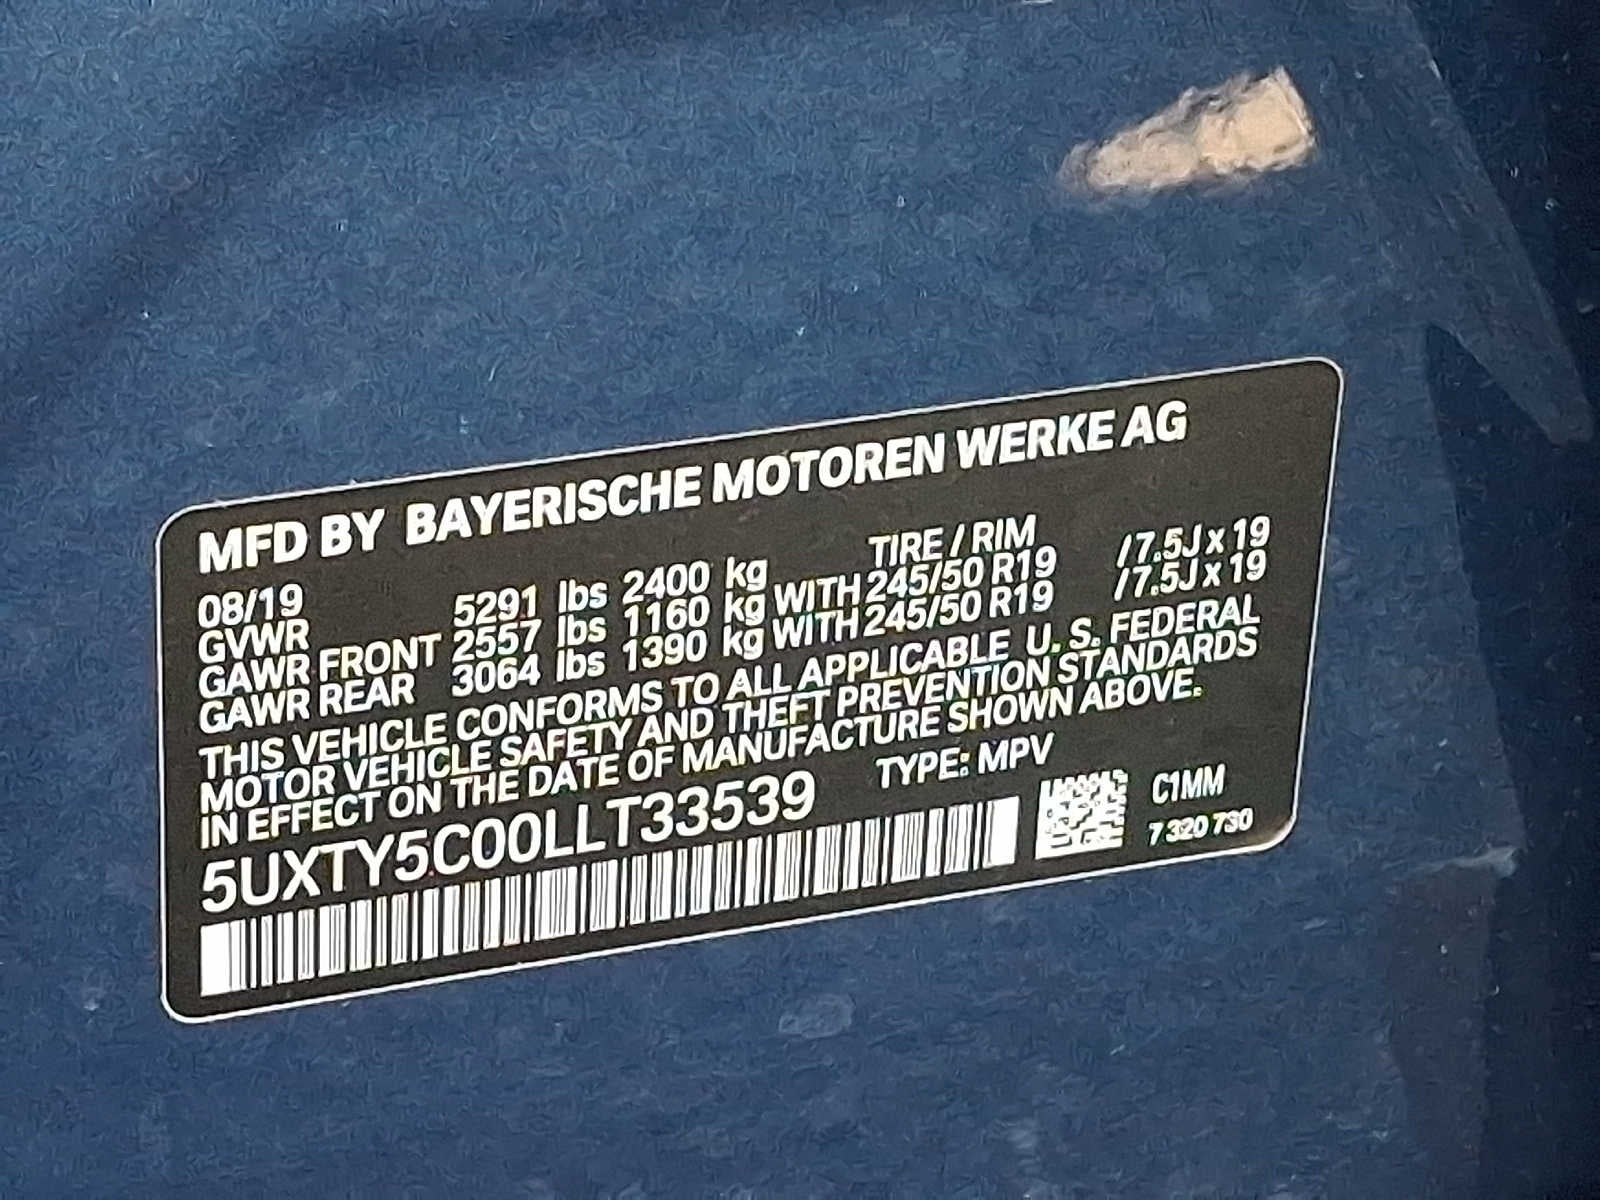 MFD BY BAYERISCHE MOTOREN WERKE AG
08/19 TIRE / RIM
GVWR 5291 lbs 2400 kg
GAWR FRONT 2557 lbs 1160 kg WITH 245/50 R19 / 7.5J x 19
GAWR REAR 3064 lbs 1390 kg WITH 245/50 R19 / 7.5J x 19
THIS VEHICLE CONFORMS TO ALL APPLICABLE U. S. FEDERAL
MOTOR VEHICLE SAFETY AND THEFT PREVENTION STANDARDS
IN EFFECT ON THE DATE OF MANUFACTURE SHOWN ABOVE.
5UXTY5C00LLT33539 TYPE: MPV
C1MM
7 320 730